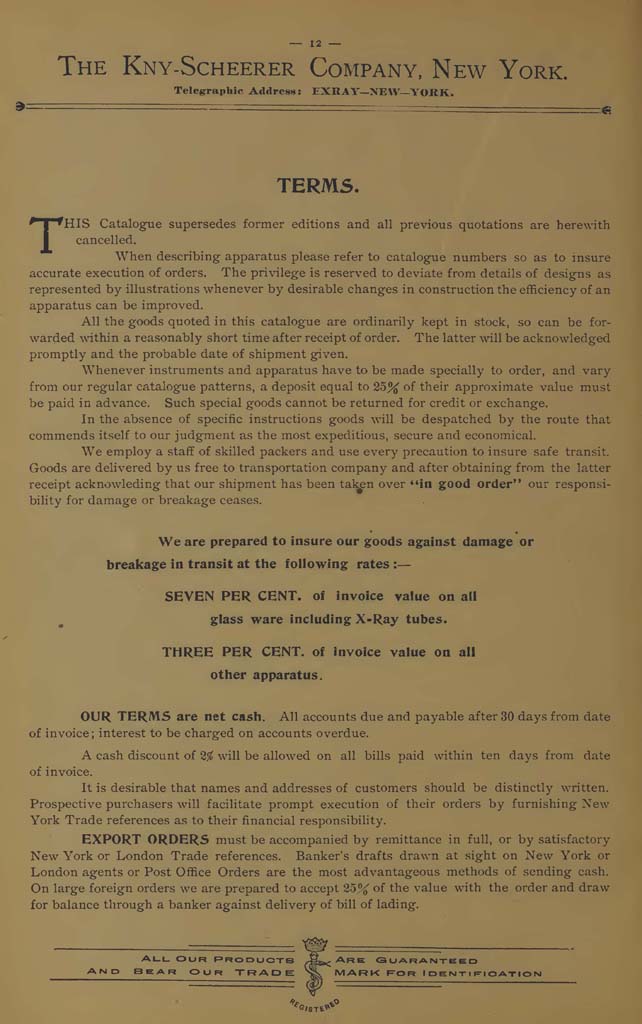 — 12 —
THE KNY-SCHEERER COMPANY, NEW YORK.
Telegraphic Address: EXRAY—NEW—YORK.
TERMS.
THIS Catalogue supersedes former editions and all previous quotations are herewith
cancelled.
When describing apparatus please refer to catalogue numbers so as to insure
accurate execution of orders. The privilege is reserved to deviate from details of designs as
represented by illustrations whenever by desirable changes in construction the efficiency of an
apparatus can be improved.
All the goods quoted in this catalogue are ordinarily kept in stock, so can be for-
warded within a reasonably short time after receipt of order. The latter will be acknowledged
promptly and the probable date of shipment given.
Whenever instruments and apparatus have to be made specially to order, and vary
from our regular catalogue patterns, a deposit equal to 25% of their approximate value must
be paid in advance. Such special goods cannot be returned for credit or exchange.
In the absence of specific instructions goods will be despatched by the route that
commends itself to our judgment as the most expeditious, secure and economical.
We employ a staff of skilled packers and use every precaution to insure safe transit.
Goods are delivered by us free to transportation company and after obtaining from the latter
receipt acknowleding that our shipment has been taken over "in good order" our responsi-
bility for damage or breakage ceases.
We are prepared to insure our goods against damage or
breakage in transit at the following rates :—
SEVEN PER CENT. of invoice value on all
glass ware including X-Ray tubes.
THREE PER CENT. of invoice value on all
other apparatus.
OUR TERMS are net cash. All accounts due and payable after 30 days from date
of invoice; interest to be charged on accounts overdue.
A cash discount of 2% will be allowed on all bills paid within ten days from date
of invoice.
It is desirable that names and addresses of customers should be distinctly written.
Prospective purchasers will facilitate prompt execution of their orders by furnishing New
York Trade references as to their financial responsibility.
EXPORT ORDERS must be accompanied by remittance in full, or by satisfactory
New York or London Trade references. Banker's drafts drawn at sight on New York or
London agents or Post Office Orders are the most advantageous methods of sending cash.
On large foreign orders we are prepared to accept 25% of the value with the order and draw
for balance through a banker against delivery of bill of lading.
ALL OUR PRODUCTS ARE GUARANTEED
AND BEAR OUR TRADE MARK FOR IDENTIFICATION
REGISTERED